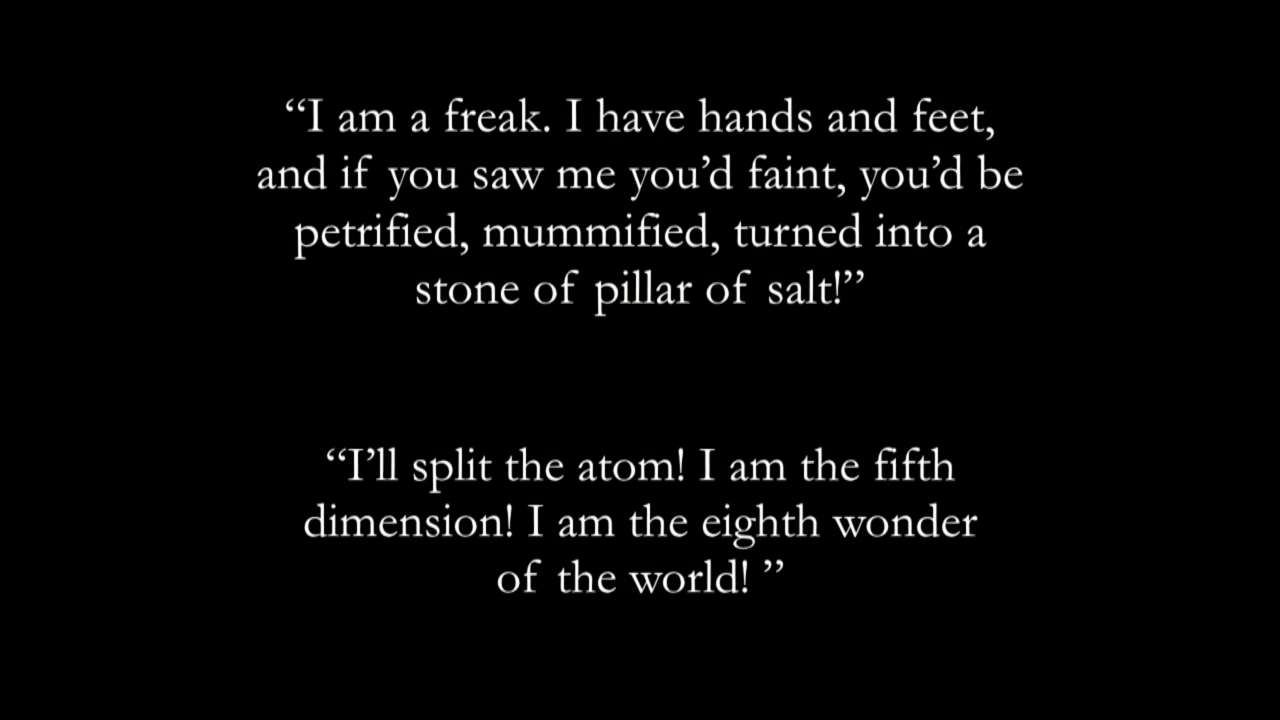 “I am a freak. I have hands and feet,
and if you saw me you’d faint, you’d be
petrified, mummified, turned into a
stone of pillar of salt!”
“I’ll split the atom! I am the fifth
dimension! I am the eighth wonder
of the world! ”